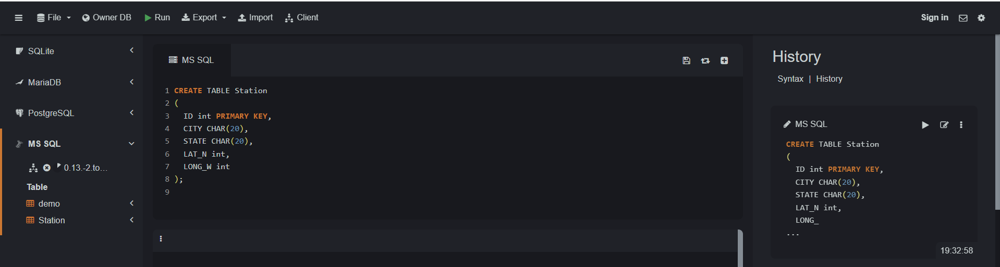 File Owner DB Run Export Import Client Sign in
SQLite
MariaDB
PostgreSQL
MS SQL
0.13.-2.to...
Table
demo
Station
MS SQL
1 CREATE TABLE Station
2 (
3 ID int PRIMARY KEY,
4 CITY CHAR(20),
5 STATE CHAR(20),
6 LAT_N int,
7 LONG_W int
8 );
9
History
Syntax | History
MS SQL
CREATE TABLE Station
(
ID int PRIMARY KEY,
CITY CHAR(20),
STATE CHAR(20),
LAT_N int,
LONG_
...
19:32:58